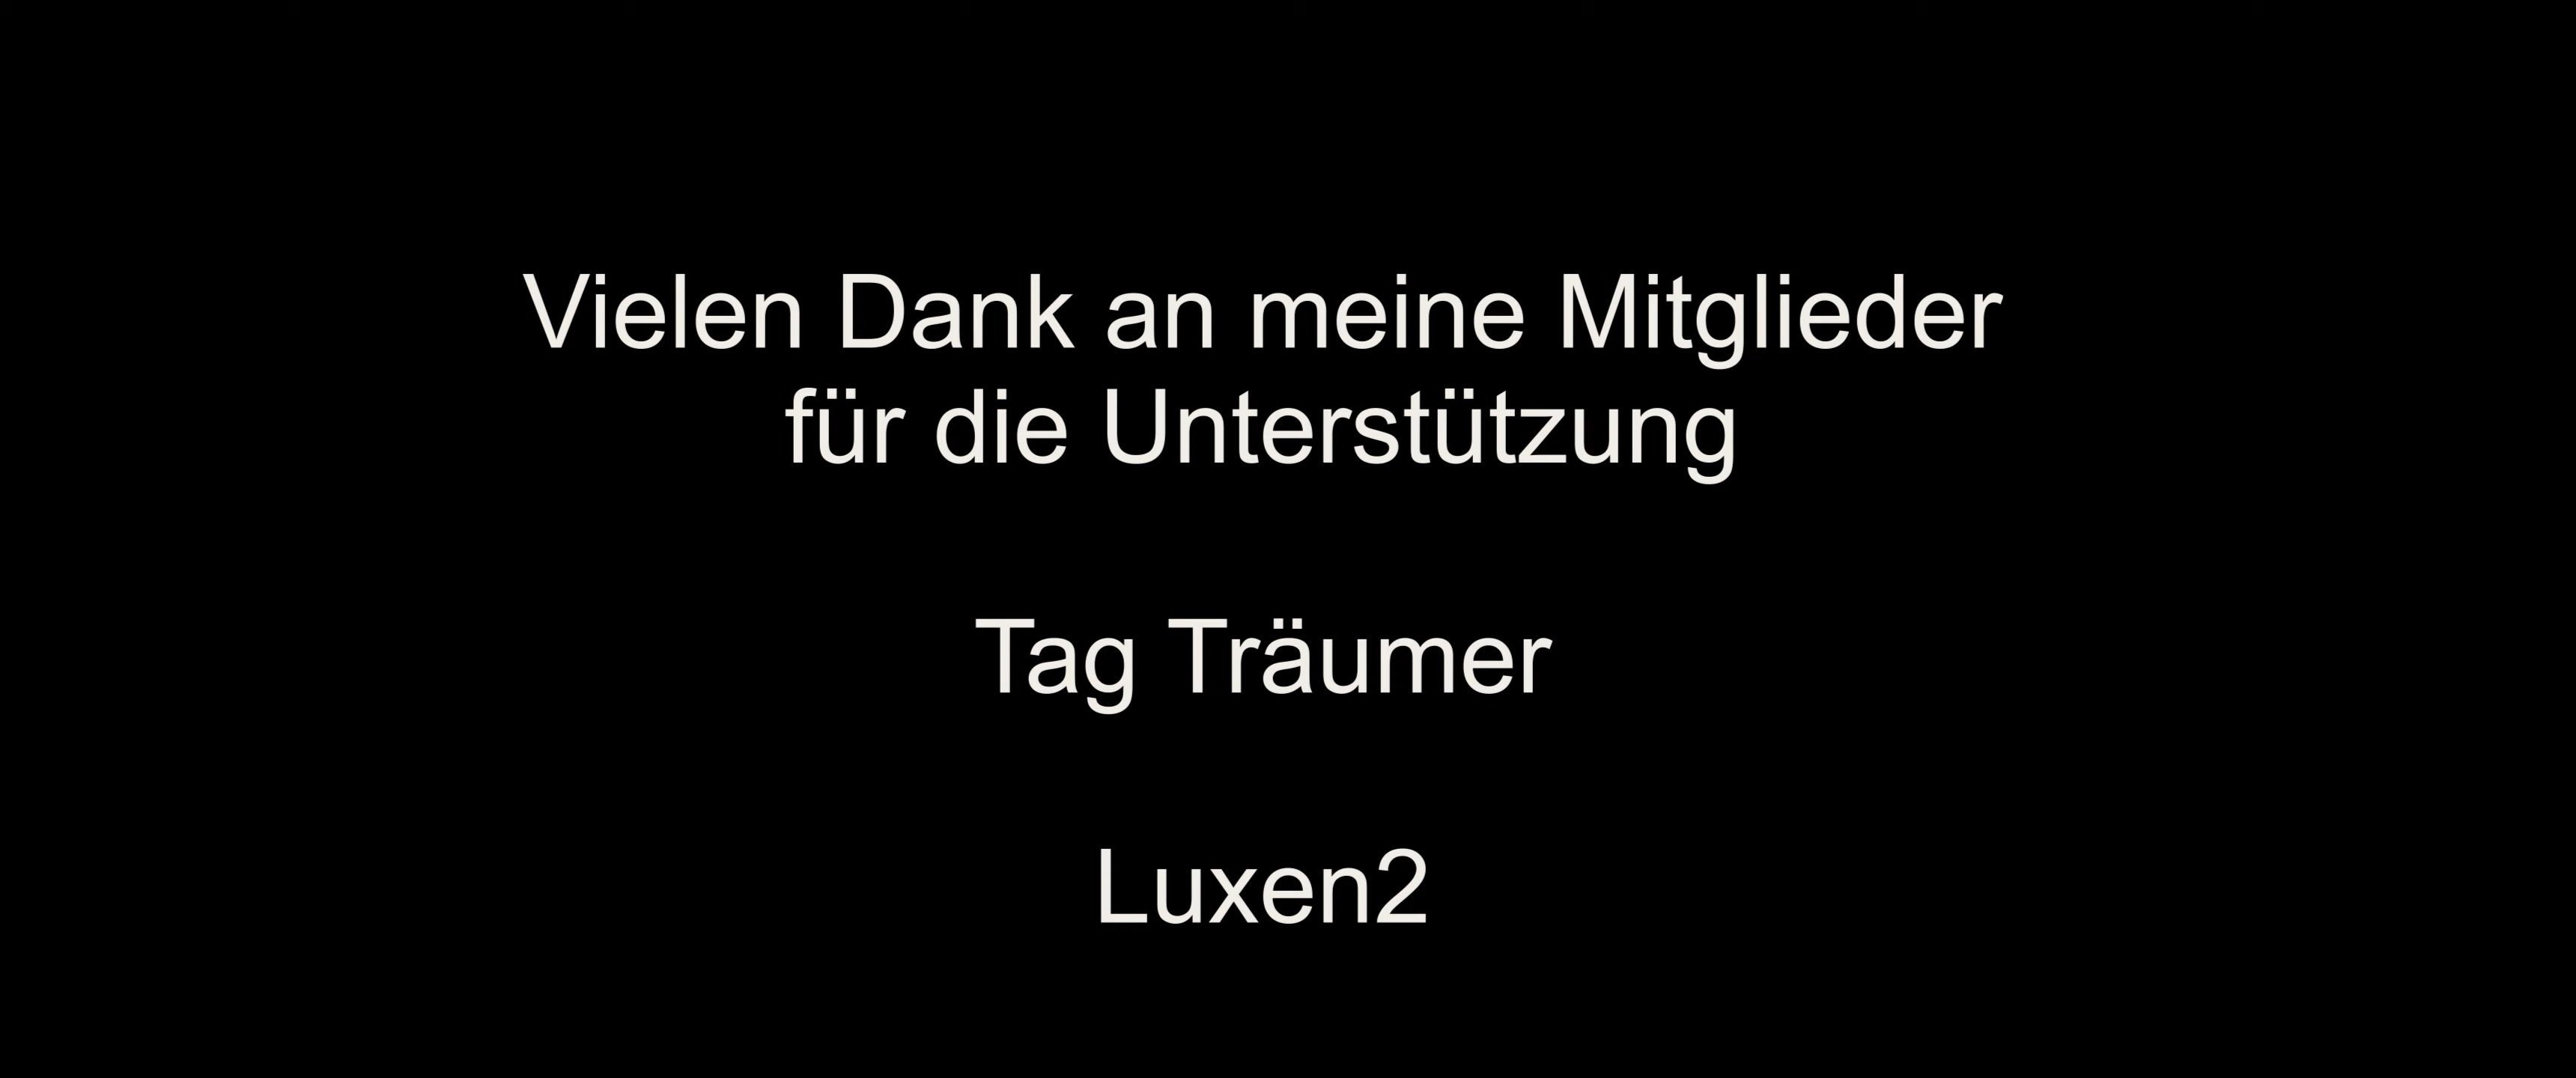 Vielen Dank an meine Mitglieder
für die Unterstützung
Tag Träumer
Luxen2